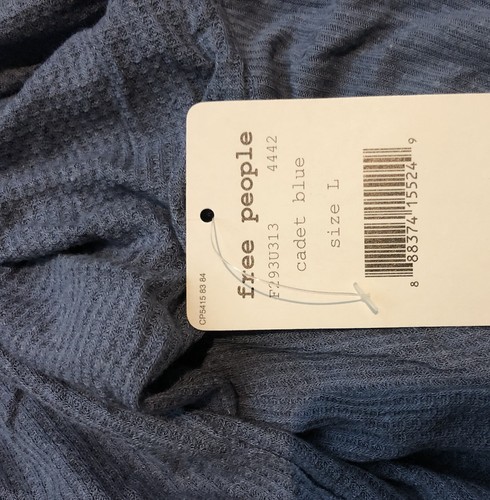 free people
F293U313 4442
cadet blue
size L
8 88374 15524 9
CP5415 83 84